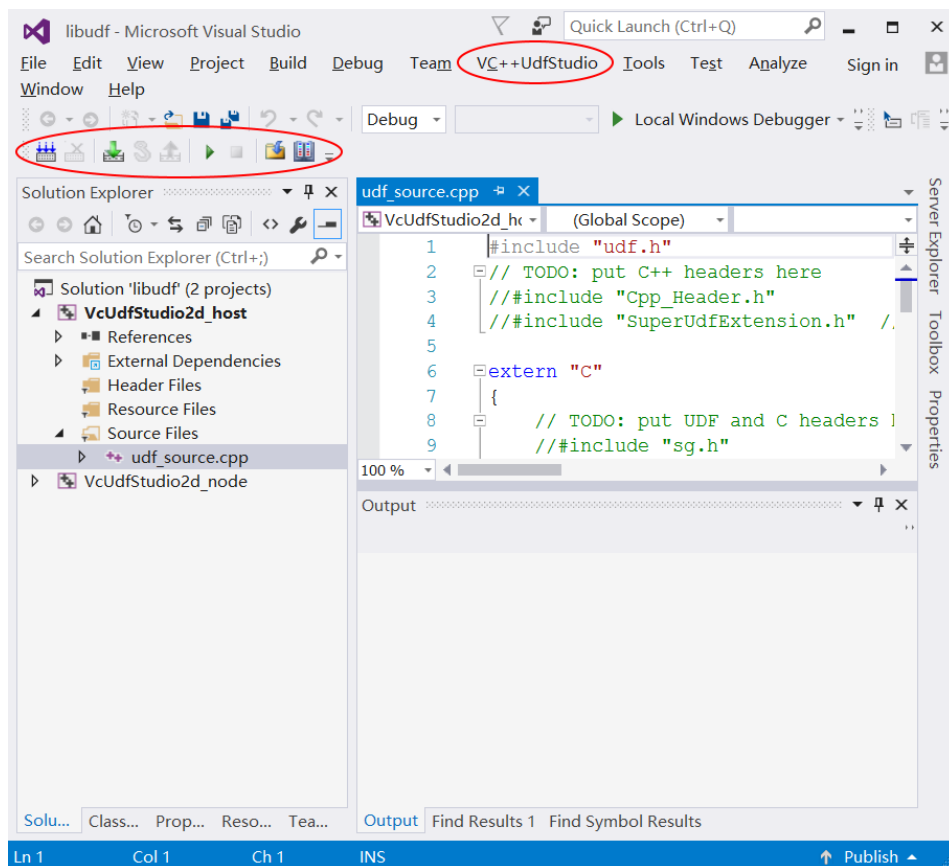 libudf - Microsoft Visual Studio
Quick Launch (Ctrl+Q)
File Edit View Project Build Debug Team VC++UdfStudio Tools Test Analyze Sign in
Window Help
Debug Local Windows Debugger
Solution Explorer
Search Solution Explorer (Ctrl+;)
Solution 'libudf' (2 projects)
VcUdfStudio2d_host
References
External Dependencies
Header Files
Resource Files
Source Files
udf_source.cpp
VcUdfStudio2d_node
Solu... Class... Prop... Reso... Tea...
udf_source.cpp
VcUdfStudio2d_hc (Global Scope)
1 #include "udf.h"
2 // TODO: put C++ headers here
3 //#include "Cpp_Header.h"
4 //#include "SuperUdfExtension.h" /
5
6 extern "C"
7 {
8 // TODO: put UDF and C headers
9 //#include "sg.h"
100 %
Output
Output Find Results 1 Find Symbol Results
Server Explorer
Toolbox
Properties
Ln 1 Col 1 Ch 1 INS Publish